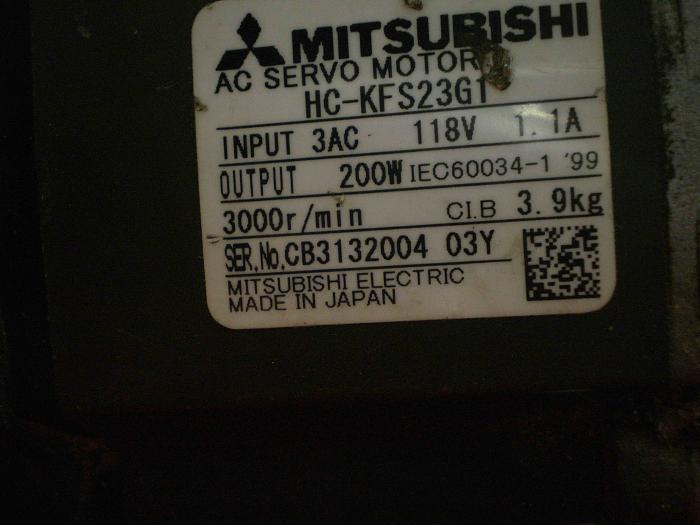 MITSUBISHI
AC SERVO MOTOR
HC-KFS23G1
INPUT 3AC 118V 1.1A
OUTPUT 200W IEC60034-1 '99
3000r/min CI.B 3.9kg
SER.No.CB3132004 03Y
MITSUBISHI ELECTRIC
MADE IN JAPAN